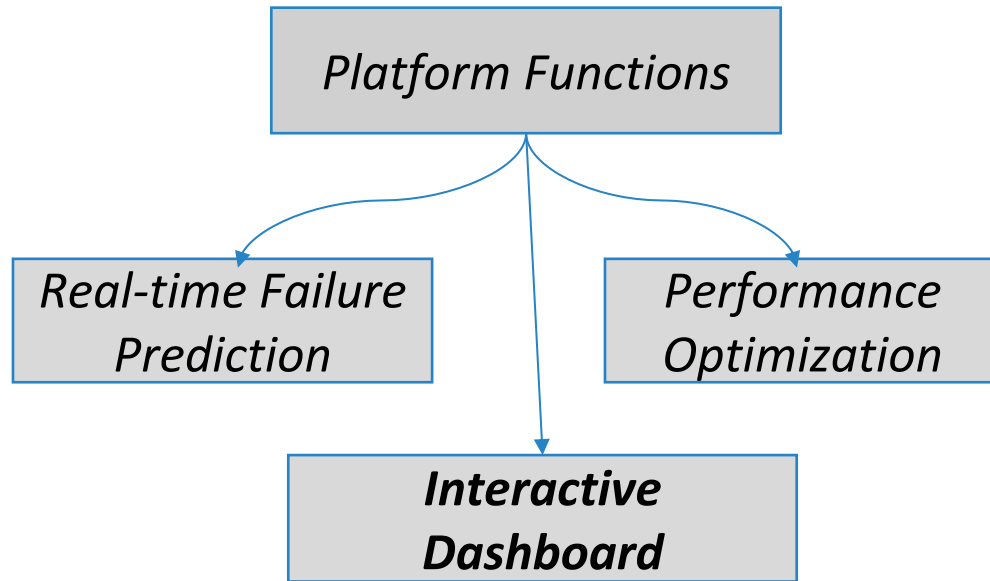 Platform Functions
Real-time Failure
Prediction
Performance
Optimization
Interactive
Dashboard